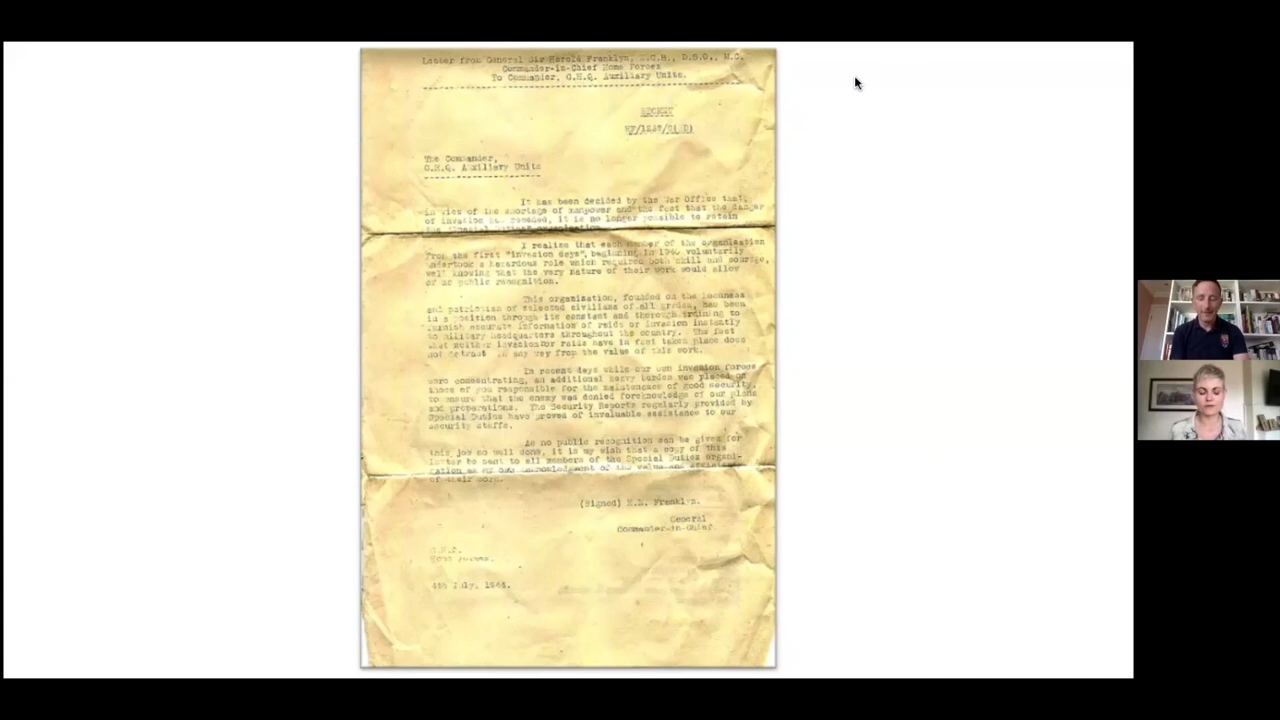 Letter from General Sir Harold Franklyn, K.C.B., D.S.O., M.C.
Commander-in-Chief Home Forces
To Commander, G.H.Q. Auxiliary Units.
SECRET
The Commander,
G.H.Q. Auxiliary Units
It has been decided by the War Office that,
in view of the shortage of manpower and the fact that the danger
of invasion has receded, it is no longer possible to retain
the Special Duties organisation.
I realise that each member of the organisation
from the first "invasion days", beginning in 1940 voluntarily
undertook a hazardous role which required both skill and courage,
well knowing that the very nature of their work would allow
of no public recognition.
This organisation, founded on the keenness
and patriotism of selected civilians of all grades, has been
in a position through its constant and thorough training to
furnish accurate information of raids or invasion instantly
to military headquarters throughout the country. The fact
that neither invasion or raids have in fact taken place does
not detract in any way from the value of this work.
In recent days while our own invasion forces
were concentrating, an additional heavy burden was placed on
those of you responsible for the maintenance of good security,
to ensure that the enemy was denied foreknowledge of our plans
and preparations. The Security Reports regularly provided by
Special Duties have proved of invaluable assistance to our
security staffs.
As no public recognition can be given for
this job so well done, it is my wish that a copy of this
letter be sent to all members of the Special Duties organi-
sation as my own acknowledgment of the value and
of their work.
(Signed) H.E. Franklyn.
General
Commander-in-Chief.
G.H.Q.
Home Forces.
4th July, 1944.